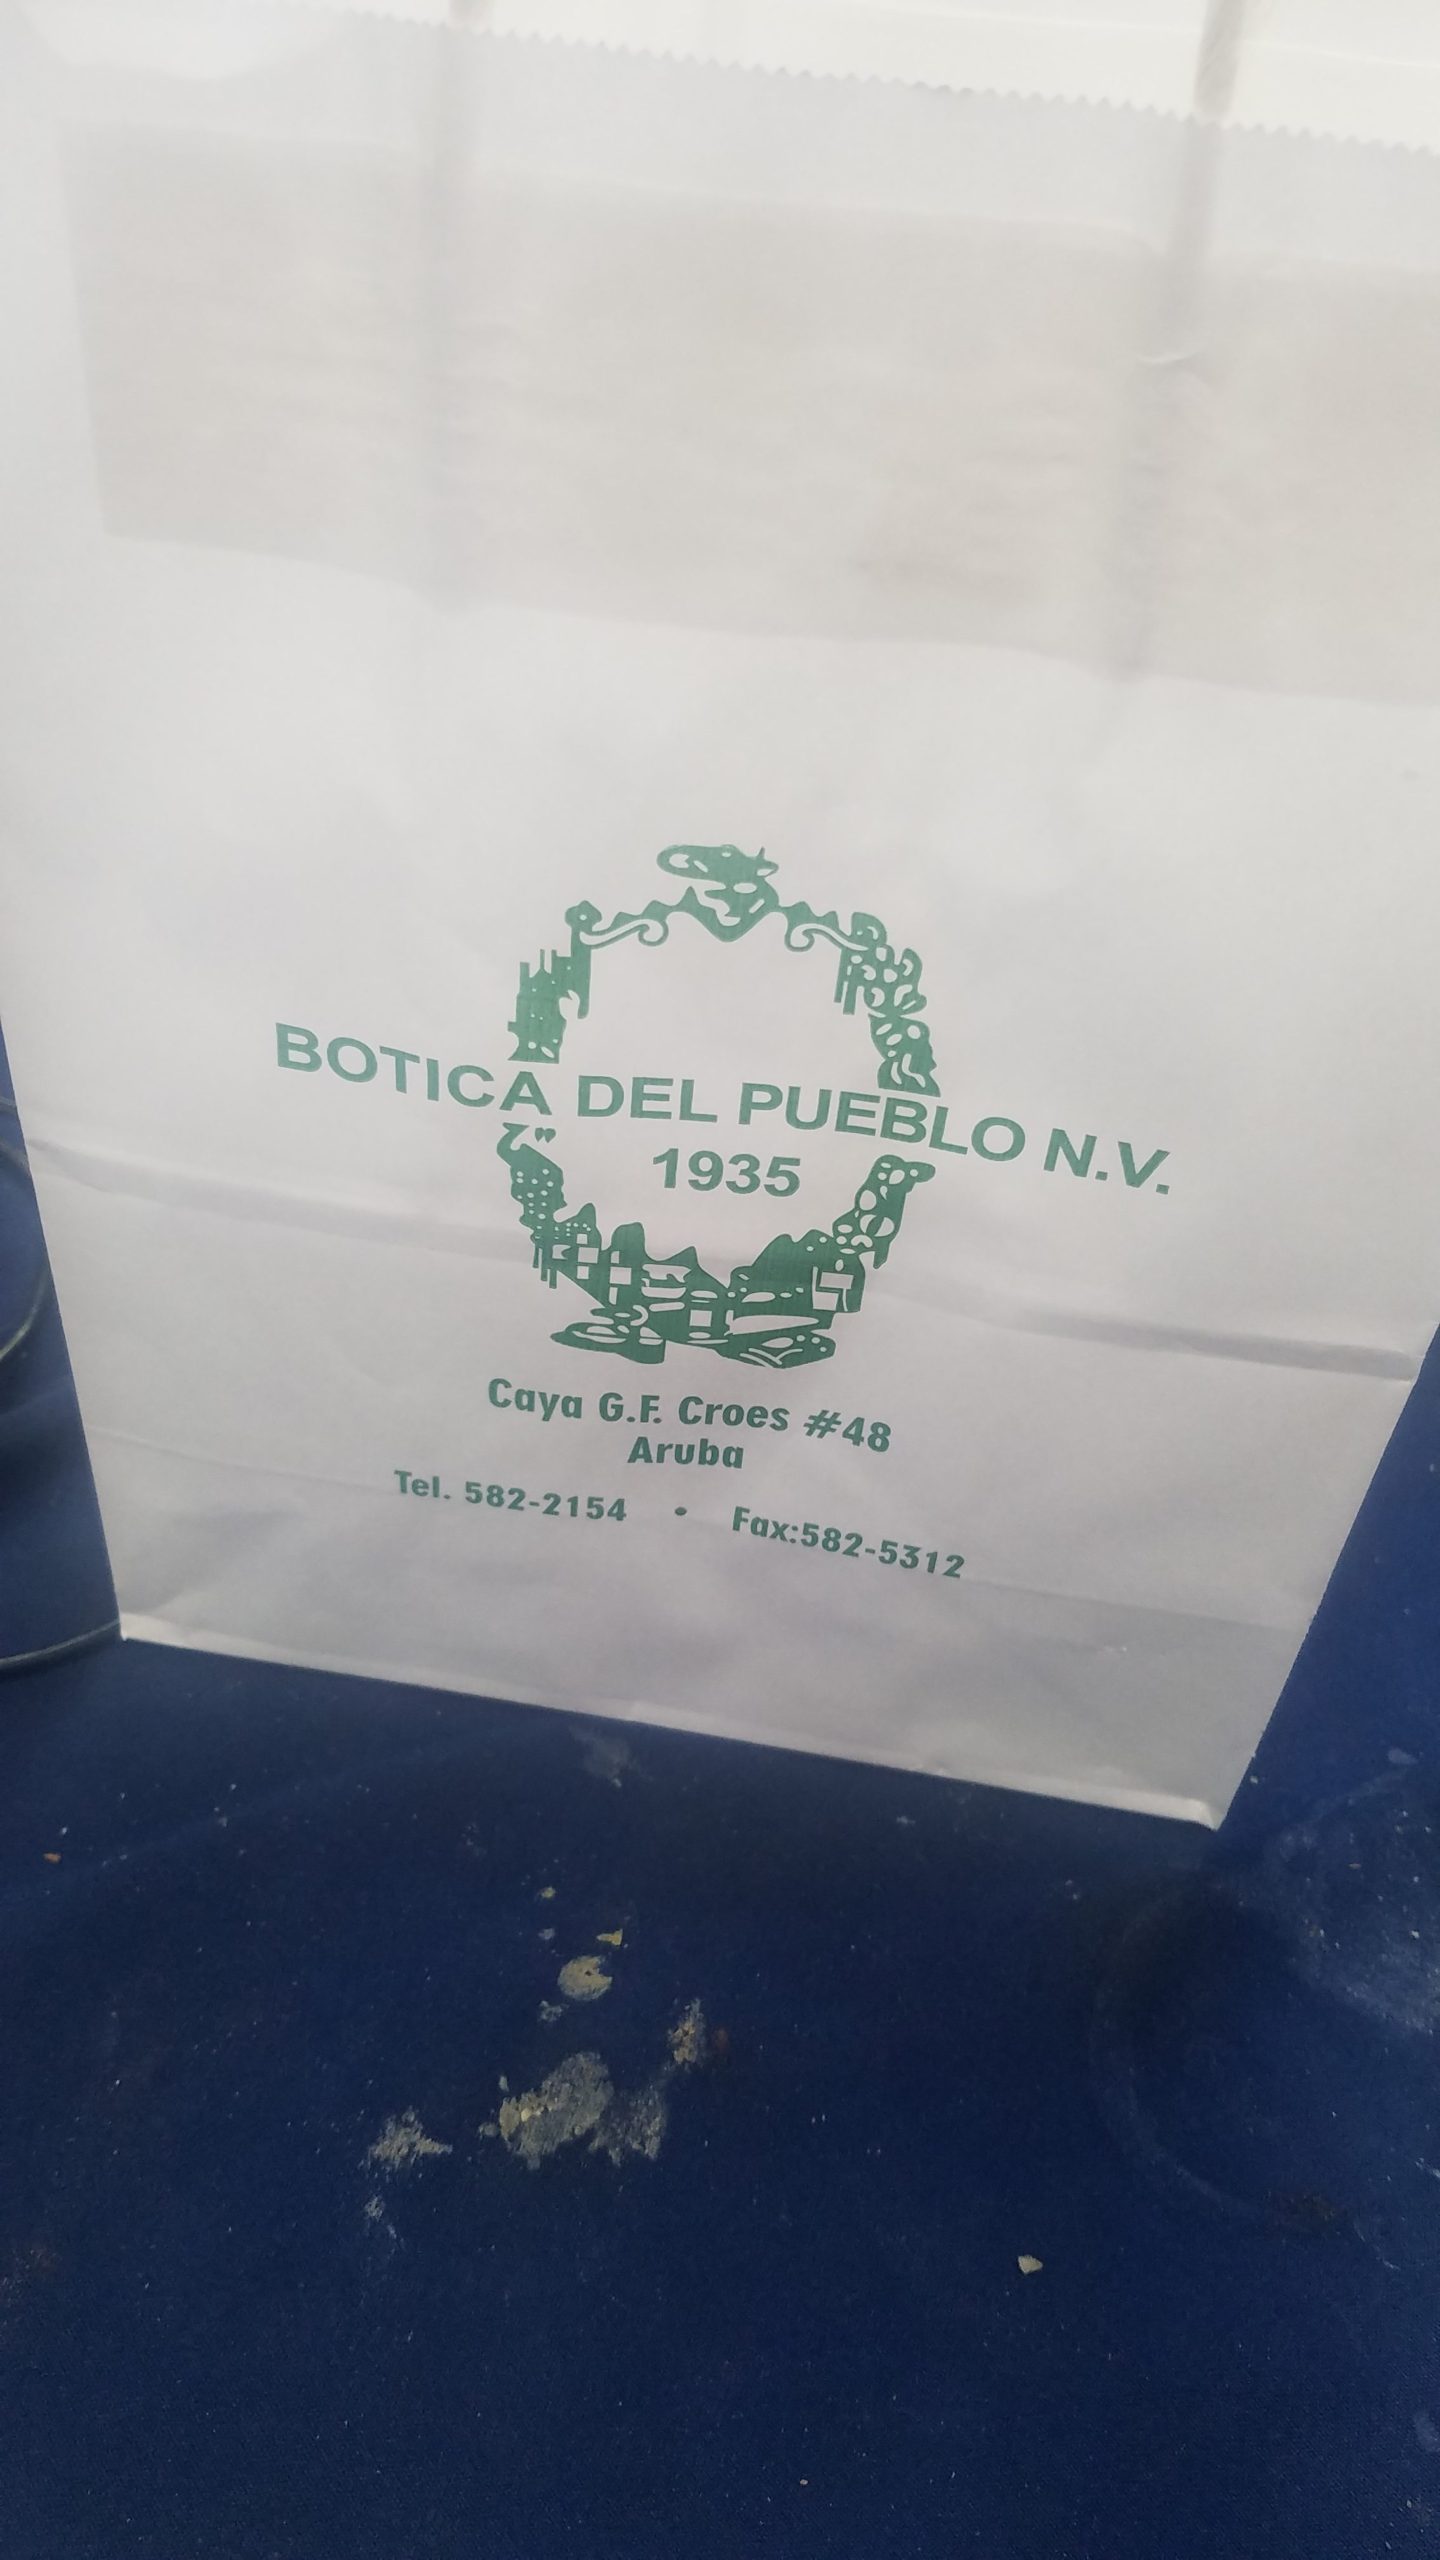 BOTICA DEL PUEBLO N.V.
1935
Caya G.F. Croes #48
Aruba
Tel. 582-2154 • Fax:582-5312